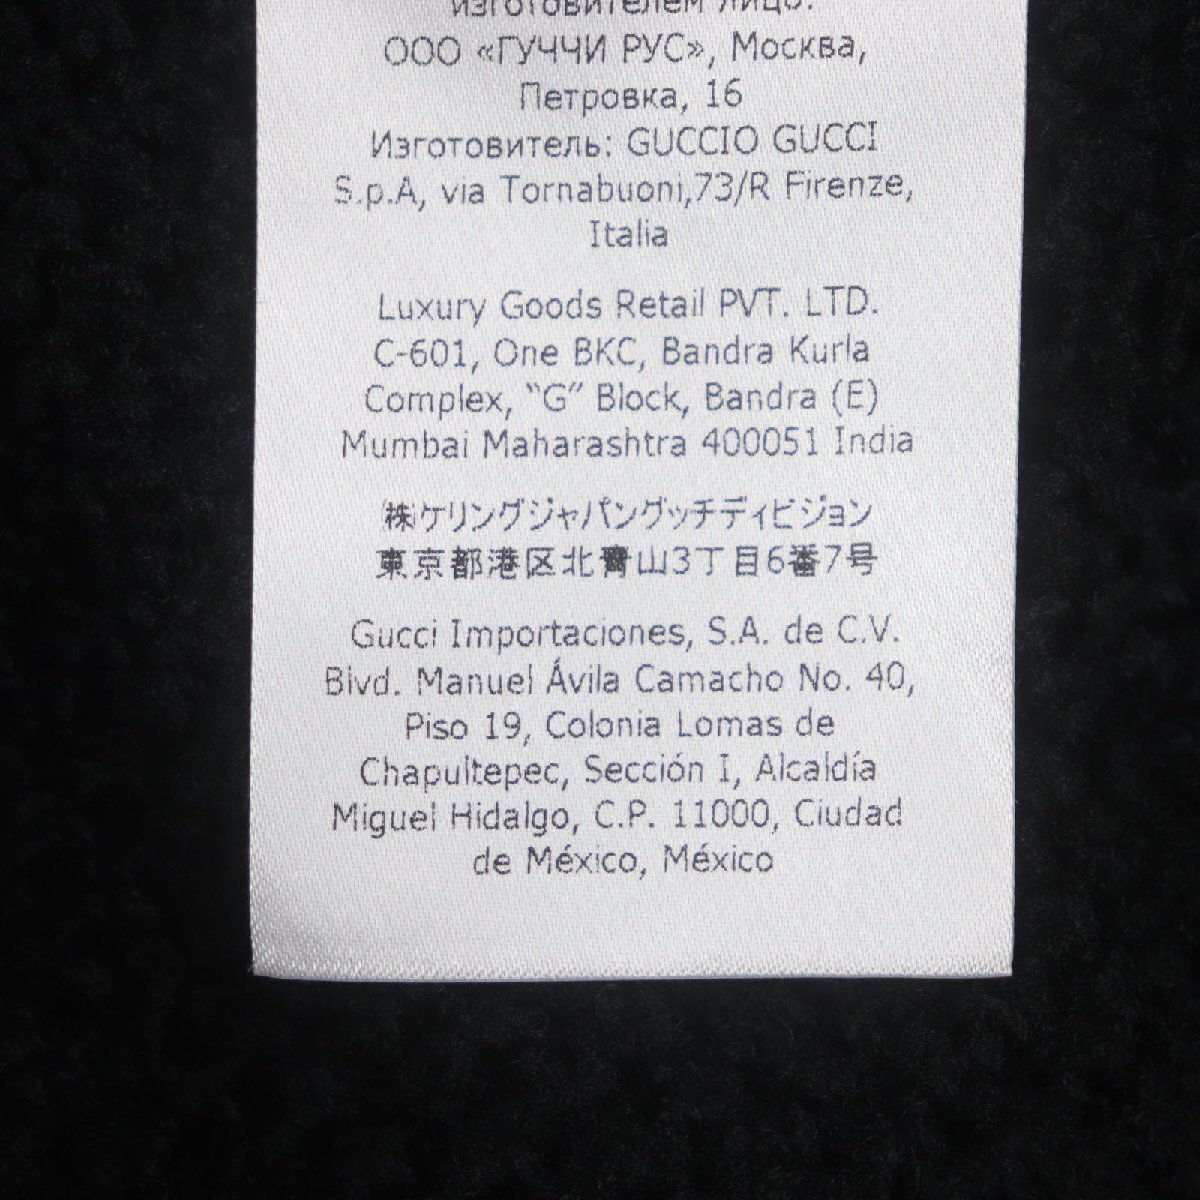 изготовителем лицо:
ООО «ГУЧЧИ РУС», Москва,
Петровка, 16
Изготовитель: GUCCIO GUCCI
S.p.A, via Tornabuoni,73/R Firenze,
Italia
Luxury Goods Retail PVT. LTD.
C-601, One BKC, Bandra Kurla
Complex, “G” Block, Bandra (E)
Mumbai Maharashtra 400051 India
㈱ケリングジャパングッチディビジョン
東京都港区北青山3丁目6番7号
Gucci Importaciones, S.A. de C.V.
Blvd. Manuel Ávila Camacho No. 40,
Piso 19, Colonia Lomas de
Chapultepec, Sección I, Alcaldía
Miguel Hidalgo, C.P. 11000, Ciudad
de México, México